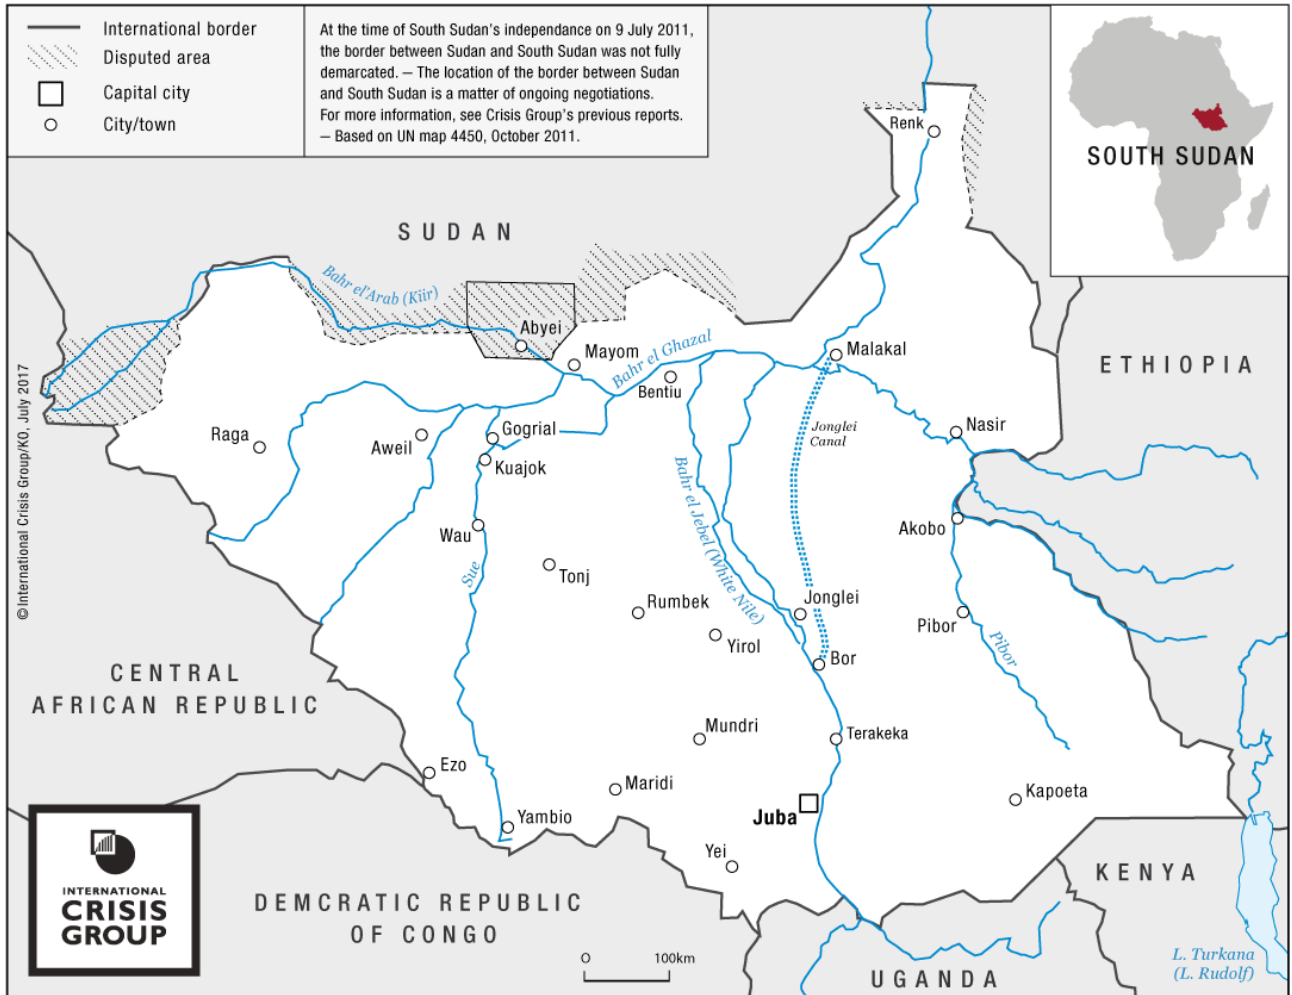 International border
Disputed area
Capital city
City/town
At the time of South Sudan's independence on 9 July 2011,
the border between Sudan and South Sudan was not fully
demarcated. — The location of the border between Sudan
and South Sudan is a matter of ongoing negotiations.
For more information, see Crisis Group's previous reports.
— Based on UN map 4450, October 2011.
SOUTH SUDAN
Renk
SUDAN
Bahr el'Arab (Kiir)
Abyei
Mayom
Bahr el Ghazal
Bentiu
Malakal
ETHIOPIA
Raga
Aweil
Gogrial
Kuajok
Jonglei
Canal
Nasir
Wau
Sue
Tonj
Bahr el Jebel (White Nile)
Akobo
Rumbek
Yirol
Jonglei
Bor
Pibor
Pibor
CENTRAL
AFRICAN REPUBLIC
Mundri
Terakeka
Ezo
Maridi
Juba
Kapoeta
Yambio
Yei
KENYA
DEMCRATIC REPUBLIC
OF CONGO
UGANDA
L. Turkana
(L. Rudolf)
0 100km
INTERNATIONAL
CRISIS
GROUP
© International Crisis Group/KO, July 2017